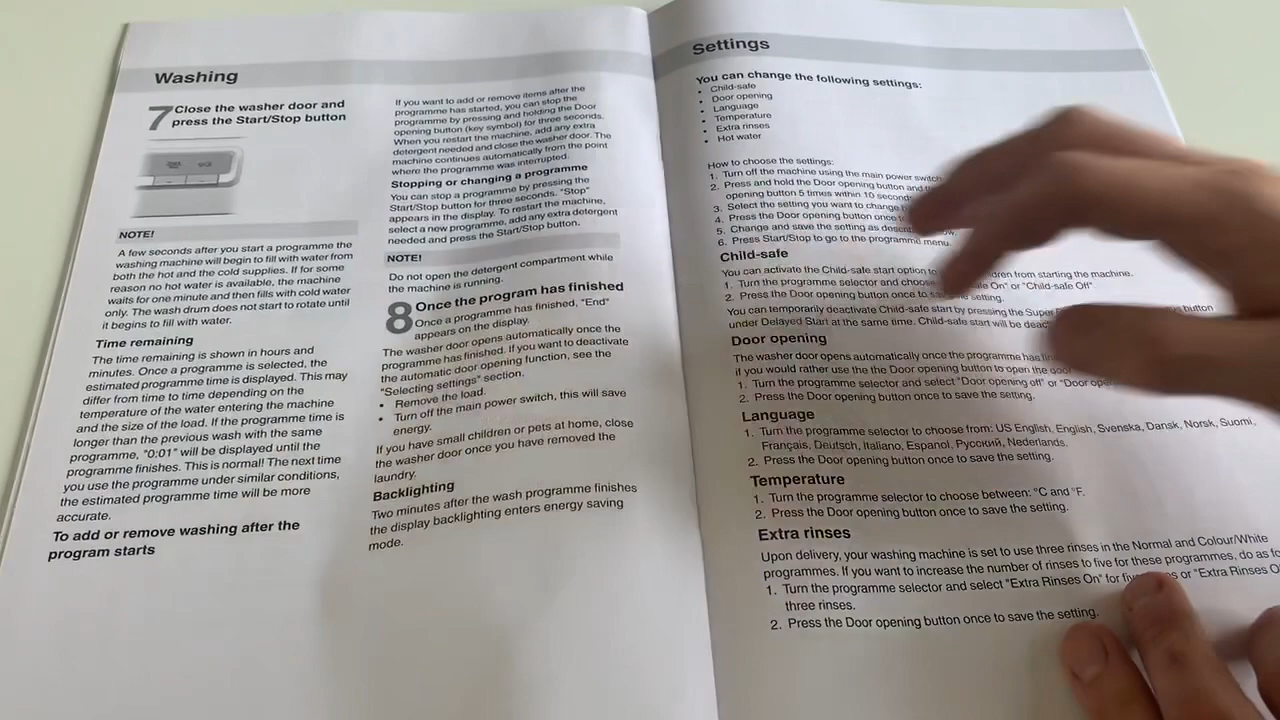 Washing
7 Close the washer door and
press the Start/Stop button
NOTE!
A few seconds after you start a programme the
washing machine will begin to fill with water from
both the hot and the cold supplies. If for some
reason no hot water is available, the machine
waits for one minute and then fills with cold water
only. The wash drum does not start to rotate until
it begins to fill with water.
Time remaining
The time remaining is shown in hours and
minutes. Once a programme is selected, the
estimated programme time is displayed. This may
differ from time to time depending on the
temperature of the water entering the machine
and the size of the load. If the programme time is
longer than the previous wash with the same
programme, "0:01" will be displayed until the
programme finishes. This is normal! The next time
you use the programme under similar conditions,
the estimated programme time will be more
accurate.
To add or remove washing after the
program starts
If you want to add or remove items after the
programme has started, you can stop the
programme by pressing and holding the Door
opening button (key symbol) for three seconds.
When you restart the machine, add any extra
detergent needed and close the washer door. The
machine continues automatically from the point
where the programme was interrupted.
Stopping or changing a programme
You can stop a programme by pressing the
Start/Stop button for three seconds. "Stop"
appears in the display. To restart the machine,
select a new programme, add any extra detergent
needed and press the Start/Stop button.
NOTE!
Do not open the detergent compartment while
the machine is running.
8 Once the program has finished
Once a programme has finished, "End"
appears on the display.
The washer door opens automatically once the
programme has finished. If you want to deactivate
the automatic door opening function, see the
"Selecting settings" section.
• Remove the load.
• Turn off the main power switch, this will save
energy.
If you have small children or pets at home, close
the washer door once you have removed the
laundry.
Backlighting
Two minutes after the wash programme finishes
the display backlighting enters energy saving
mode.
Settings
You can change the following settings:
• Child-safe
• Door opening
• Language
• Temperature
• Extra rinses
• Hot water
How to choose the settings:
1. Turn off the machine using the main power switch
2. Press and hold the Door opening button and
opening button 5 times within 10
3. Select the setting you want to change
4. Press the Door opening button once
5. Change and save the setting as
6. Press Start/Stop to go to the programme menu.
Child-safe
You can activate the Child-safe start option to from starting the machine.
1. Turn the programme selector and On" or "Child-safe Off".
2. Press the Door opening button once to setting.
You can temporarily deactivate Child-safe start by pressing the button
under Delayed Start at the same time. Child-safe start will be
Door opening
The washer door opens automatically once the programme has
if you would rather use the the Door opening button to open the
1. Turn the programme selector and select "Door opening off" or
2. Press the Door opening button once to save the setting.
Language
1. Turn the programme selector to choose from: US English, English, Svenska, Dansk, Norsk, Suomi,
Français, Deutsch, Italiano, Espanol, Русский, Nederlands.
2. Press the Door opening button once to save the setting.
Temperature
1. Turn the programme selector to choose between: °C and °F.
2. Press the Door opening button once to save the setting.
Extra rinses
Upon delivery, your washing machine is set to use three rinses in the Normal and Colour/White
programmes. If you want to increase the number of rinses to five for these programmes, do as
1. Turn the programme selector and select "Extra Rinses On" for or "Extra Rinses
three rinses.
2. Press the Door opening button once to save the setting.